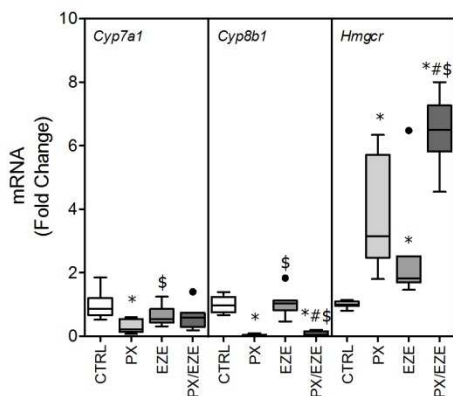 10
8
6
4
2
0
mRNA
(Fold Change)
Cyp7a1
*
$
Cyp8b1
*
$
*#$
Hmgcr
*
*
*#$
CTRL
PX
EZE
PX/EZE
CTRL
PX
EZE
PX/EZE
CTRL
PX
EZE
PX/EZE